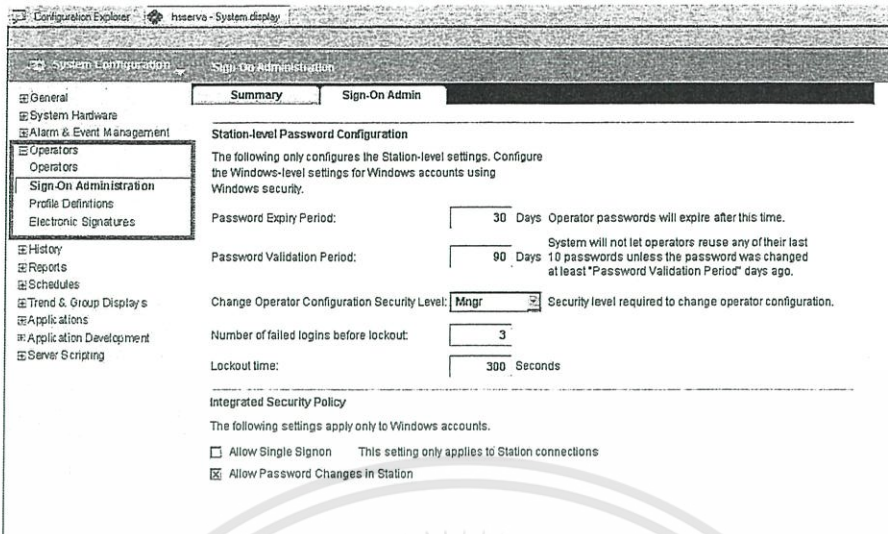 Configuration Explorer
hsserva - System.display
System Configuration
Sign On Administration
General
System Hardware
Alarm & Event Management
Operators
Operators
Sign-On Administration
Profile Definitions
Electronic Signatures
History
Reports
Schedules
Trend & Group Displays
Applications
Application Development
Server Scripting
Summary
Sign-On Admin
Station-level Password Configuration
The following only configures the Station-level settings. Configure
the Windows-level settings for Windows accounts using
Windows security.
Password Expiry Period: 30 Days Operator passwords will expire after this time.
Password Validation Period: 90 Days
System will not let operators reuse any of their last
10 passwords unless the password was changed
at least "Password Validation Period" days ago.
Change Operator Configuration Security Level: Mngr Security level required to change operator configuration.
Number of failed logins before lockout: 3
Lockout time: 300 Seconds
Integrated Security Policy
The following settings apply only to Windows accounts.
Allow Single Signon This setting only applies to Station connections
Allow Password Changes in Station